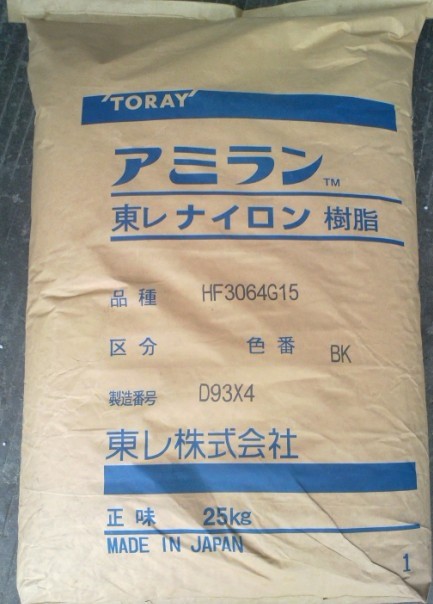 TORAY
アミラン™
東レ ナイロン 樹脂
品種 HF3064G15
区分 色番 BK
製造番号 D93X4
東レ株式会社
正味 25kg
MADE IN JAPAN
1